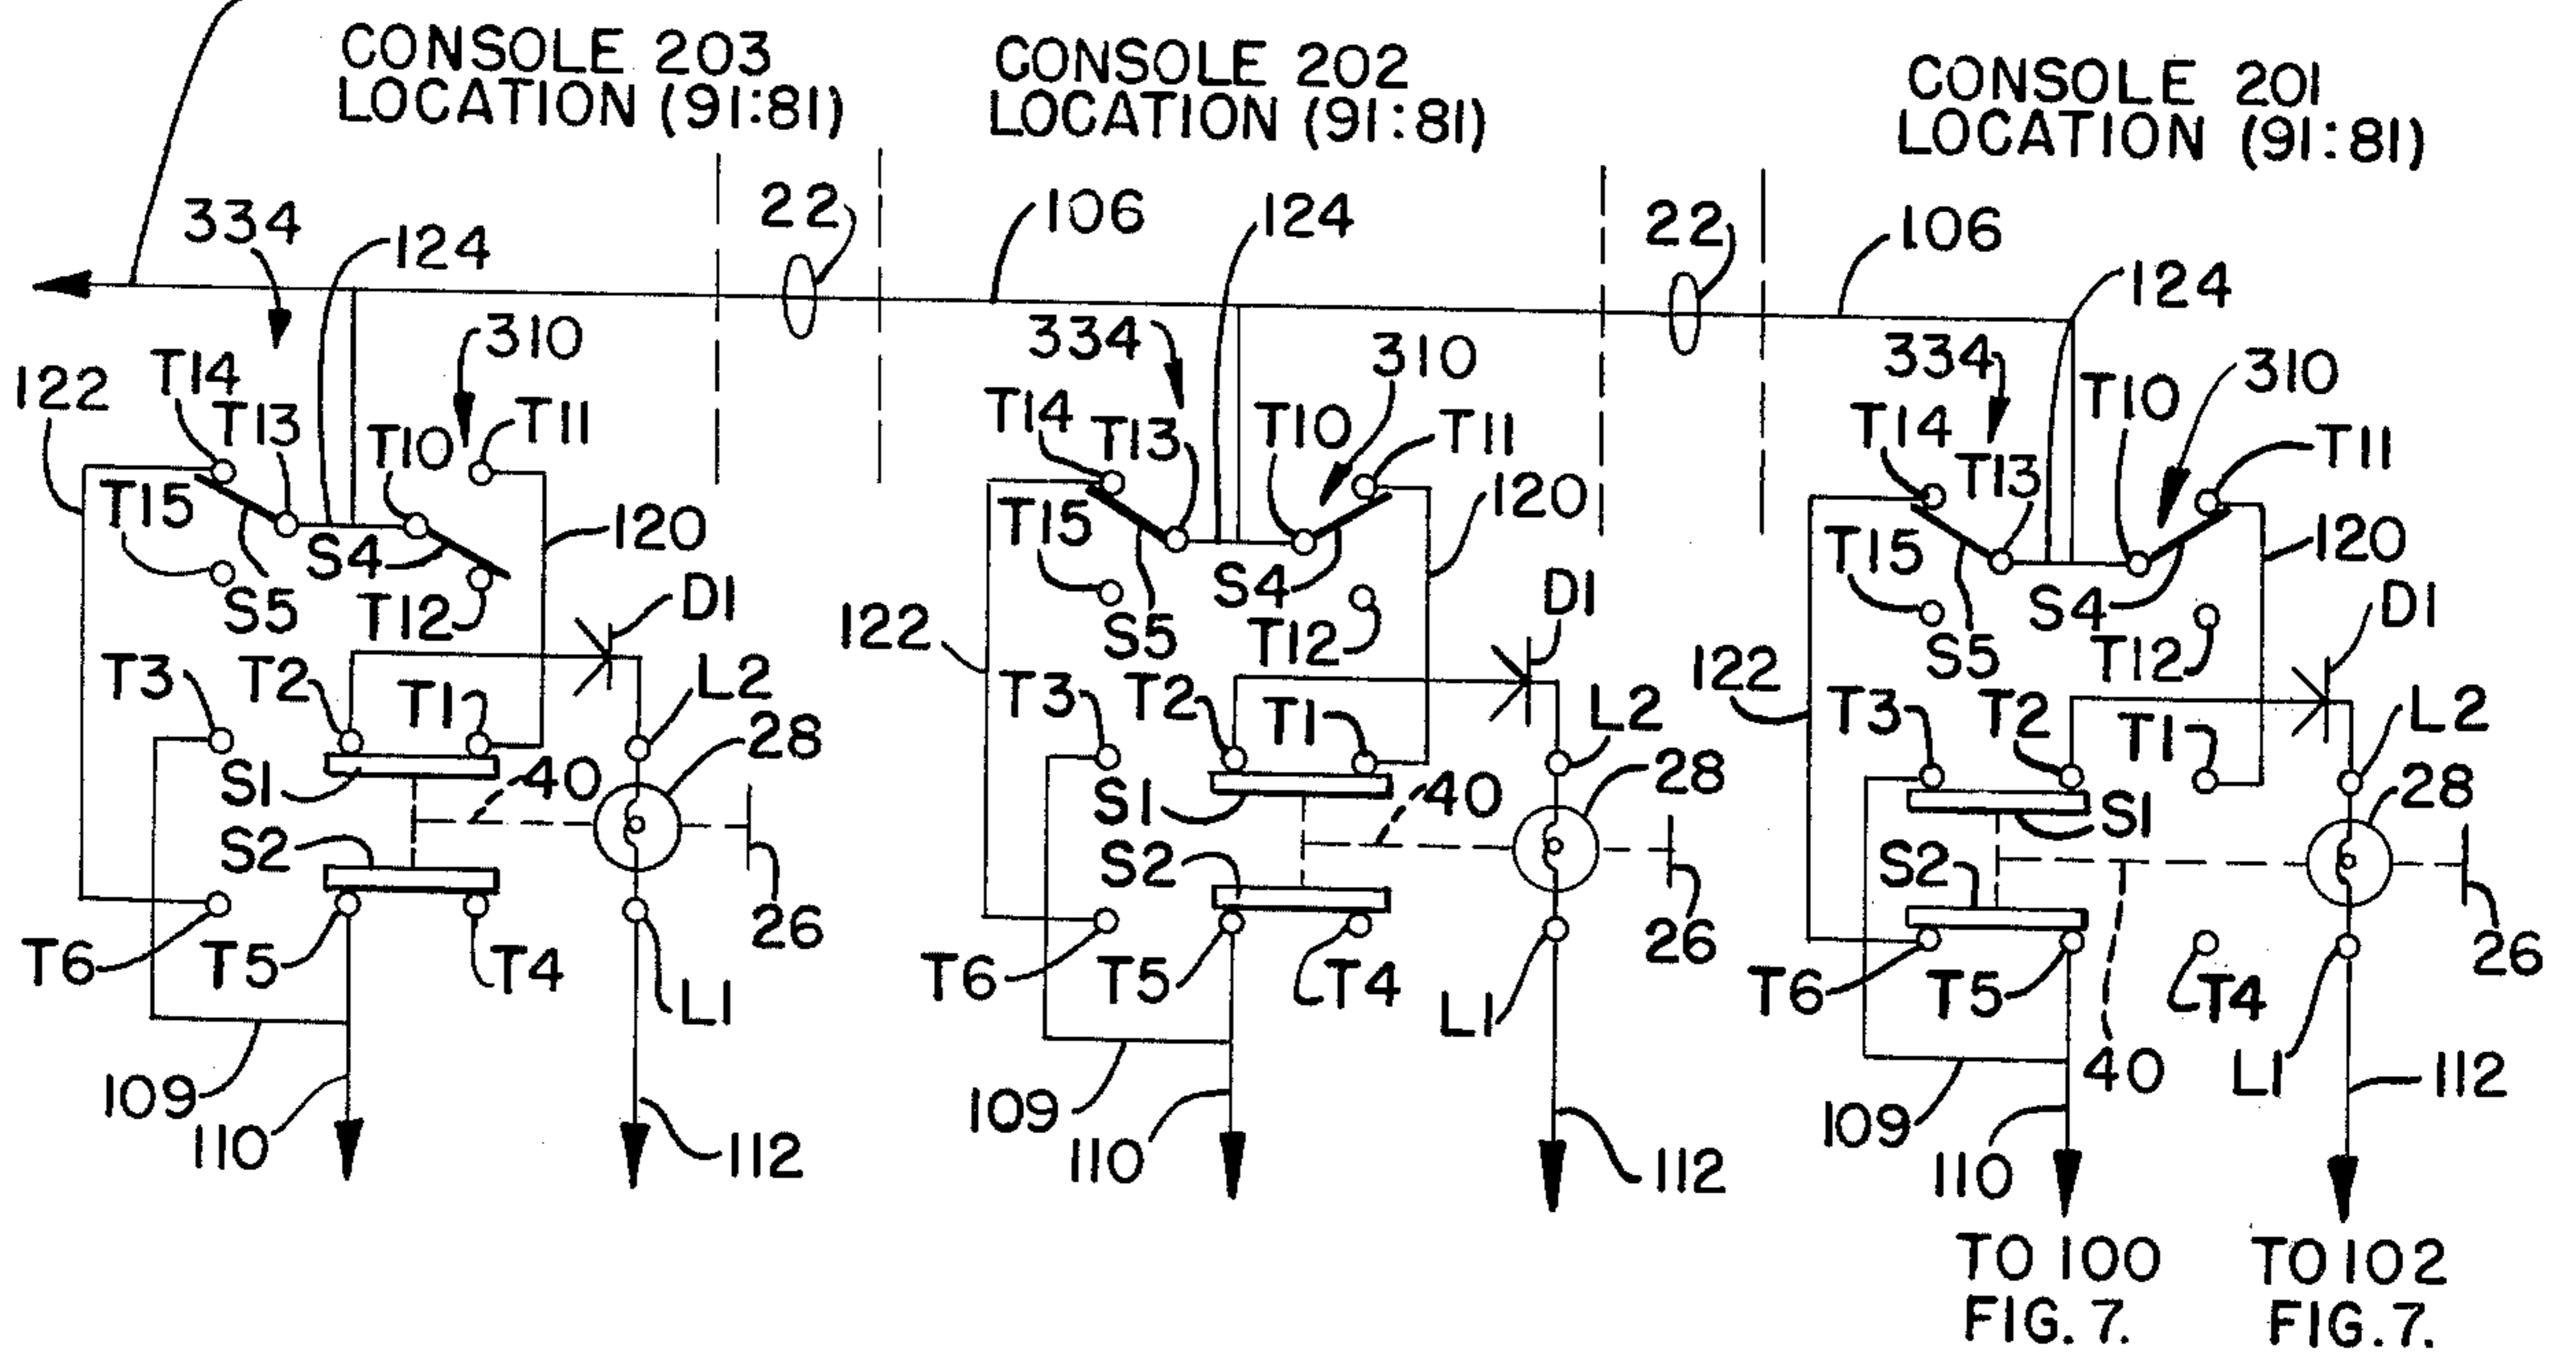 CONSOLE 203
LOCATION (91:81)
CONSOLE 202
LOCATION (91:81)
CONSOLE 201
LOCATION (91:81)
334
124
22
106
124
22
106
124
310
334
310
334
310
122
T14
T13
T10
T11
T14
T13
T10
T11
T14
T13
T10
T11
T15
S4
120
T15
S4
120
T15
S4
120
S5
T12
D1
S5
T12
D1
S5
T12
D1
122
122
T3
T2
T1
L2
T3
T2
T1
L2
T3
T2
T1
L2
28
28
28
S1
40
S1
40
S1
S2
S2
S2
26
26
26
T6
T5
T4
L1
T6
T5
T4
L1
T6
T5
T4
L1
40
109
110
112
109
110
112
109
110
112
TO 100
FIG. 7.
TO 102
FIG. 7.